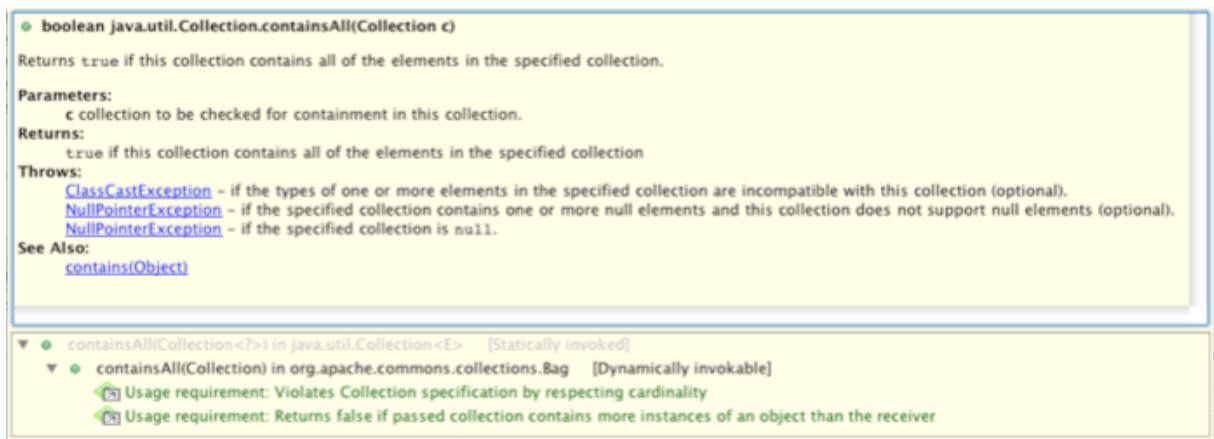 boolean java.util.Collection.containsAll(Collection c)
Returns true if this collection contains all of the elements in the specified collection.
Parameters:
c collection to be checked for containment in this collection.
Returns:
true if this collection contains all of the elements in the specified collection
Throws:
ClassCastException – if the types of one or more elements in the specified collection are incompatible with this collection (optional).
NullPointerException – if the specified collection contains one or more null elements and this collection does not support null elements (optional).
NullPointerException – if the specified collection is null.
See Also:
contains(Object)
containsAll(Collection<?>) in java.util.Collection<E> [Statically invoked]
containsAll(Collection) in org.apache.commons.collections.Bag [Dynamically invokable]
Usage requirement: Violates Collection specification by respecting cardinality
Usage requirement: Returns false if passed collection contains more instances of an object than the receiver